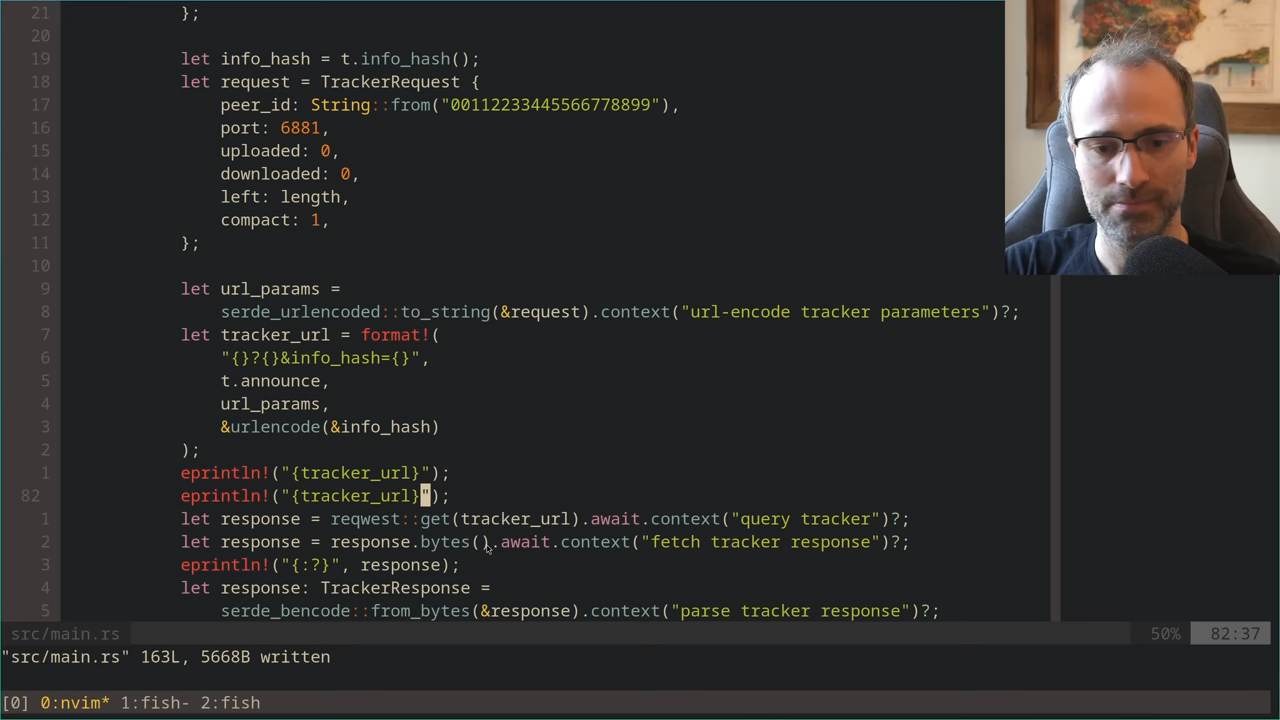 21 };
20
19 let info_hash = t.info_hash();
18 let request = TrackerRequest {
17 peer_id: String::from("00112233445566778899"),
16 port: 6881,
15 uploaded: 0,
14 downloaded: 0,
13 left: length,
12 compact: 1,
11 };
10
9 let url_params =
8 serde_urlencoded::to_string(&request).context("url-encode tracker parameters")?;
7 let tracker_url = format!(
6 "{}?{}&info_hash={}",
5 t.announce,
4 url_params,
3 &urlencode(&info_hash)
2 );
1 eprintln!("{tracker_url}");
82 eprintln!("{tracker_url}");
1 let response = reqwest::get(tracker_url).await.context("query tracker")?;
2 let response = response.bytes().await.context("fetch tracker response")?;
3 eprintln!("{:?}", response);
4 let response: TrackerResponse =
5 serde_bencode::from_bytes(&response).context("parse tracker response")?;
src/main.rs 50% 82:37
"src/main.rs" 163L, 5668B written
[0] 0:nvim* 1:fish- 2:fish